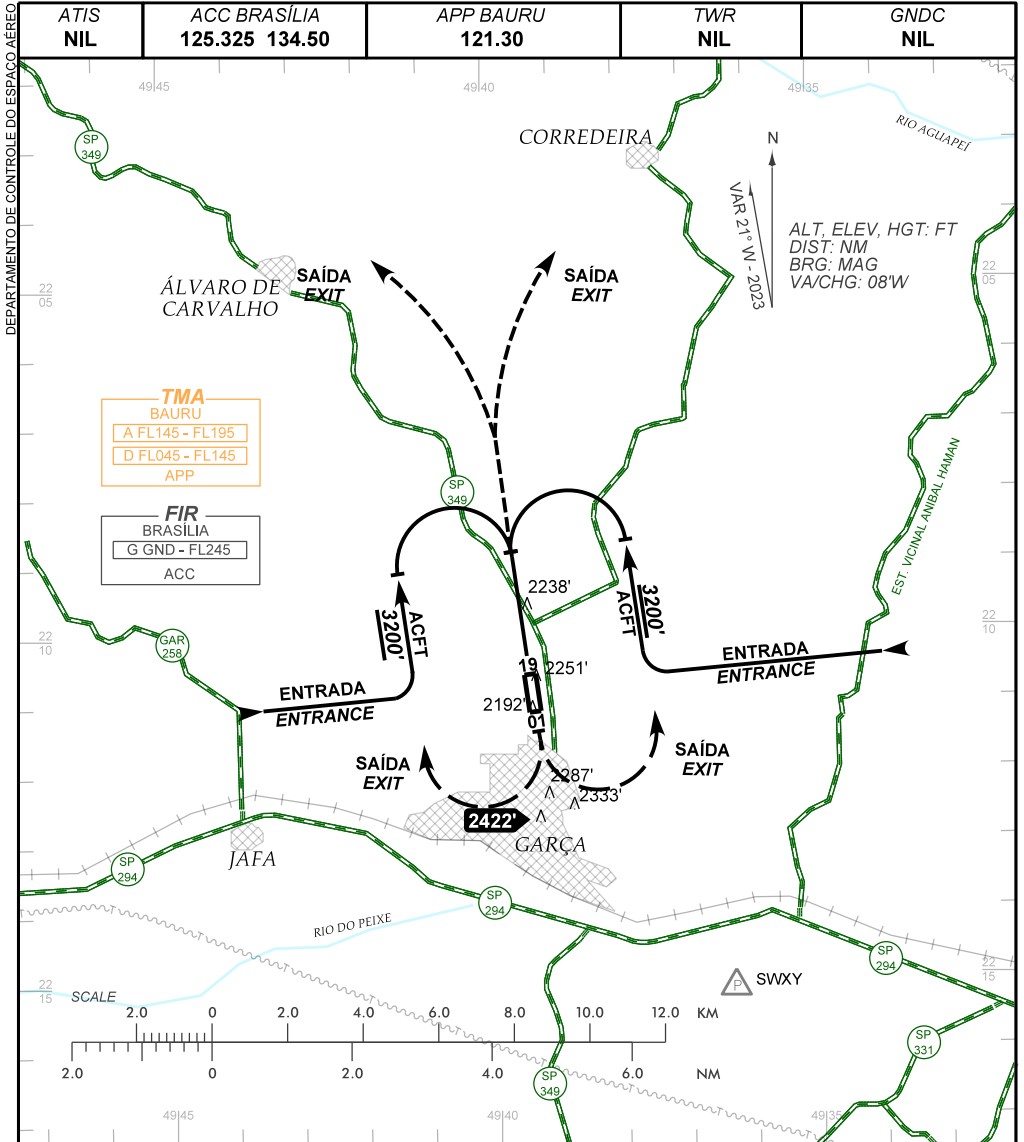 DEPARTAMENTO DE CONTROLE DO ESPAÇO AÉREO
ATIS
NIL
ACC BRASÍLIA
125.325 134.50
APP BAURU
121.30
TWR
NIL
GNDC
NIL
49 45
49 40
49 35
SP
349
CORREDEIRA
RIO AGUAPEÍ
N
VAR 21° W - 2023
ALT, ELEV, HGT: FT
DIST: NM
BRG: MAG
VA/CHG: 08'W
22
05
22
05
ÁLVARO DE
CARVALHO
SAÍDA
EXIT
SAÍDA
EXIT
TMA
BAURU
A FL145 - FL195
D FL045 - FL145
APP
FIR
BRASÍLIA
G GND - FL245
ACC
SP
349
EST. VICINAL ANIBAL HAMAN
2238'
ACFT
3200'
3200'
ACFT
22
10
22
10
GAR
258
ENTRADA
ENTRANCE
ENTRADA
ENTRANCE
19
2251'
2192'
01
SAÍDA
EXIT
SAÍDA
EXIT
2287'
2333'
2422'
GARÇA
JAFA
SP
294
SP
294
RIO DO PEIXE
SP
294
22
15
22
15
SWXY
P
SCALE
2.0 0 2.0 4.0 6.0 8.0 10.0 12.0 KM
2.0 0 2.0 4.0 6.0 NM
SP
331
SP
349
49 45
49 40
49 35